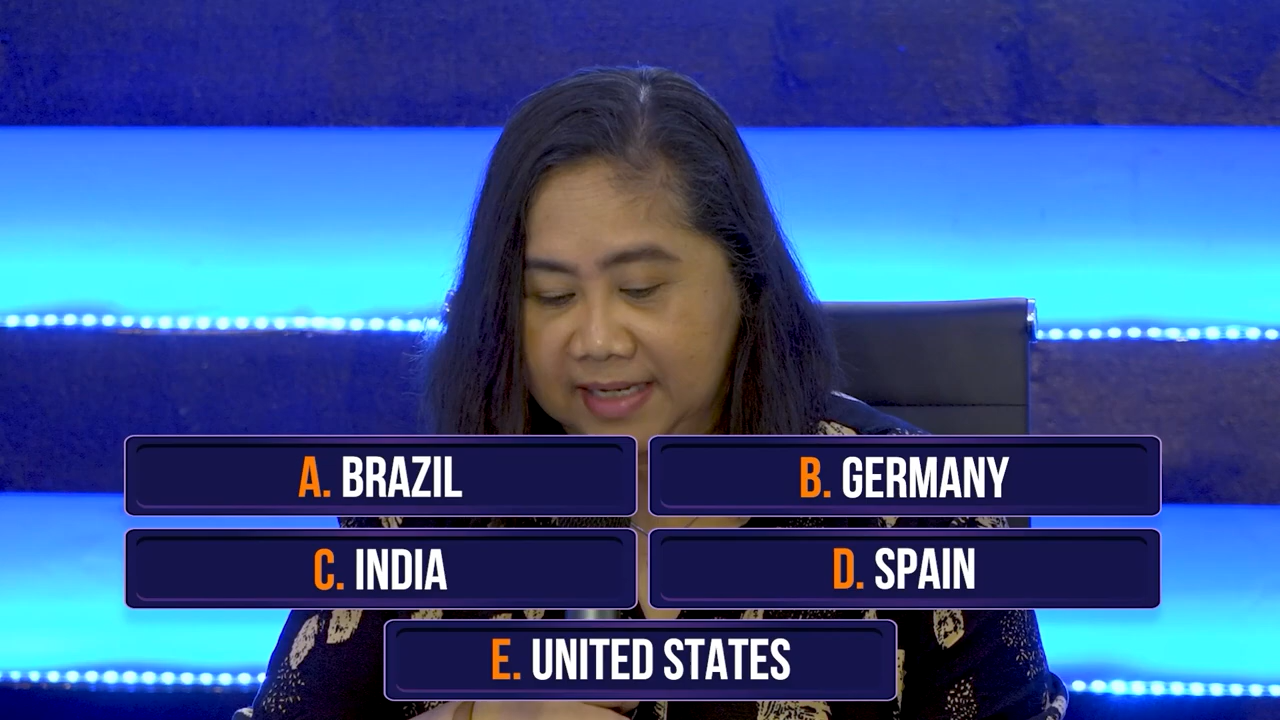 A. BRAZIL
B. GERMANY
C. INDIA
D. SPAIN
E. UNITED STATES